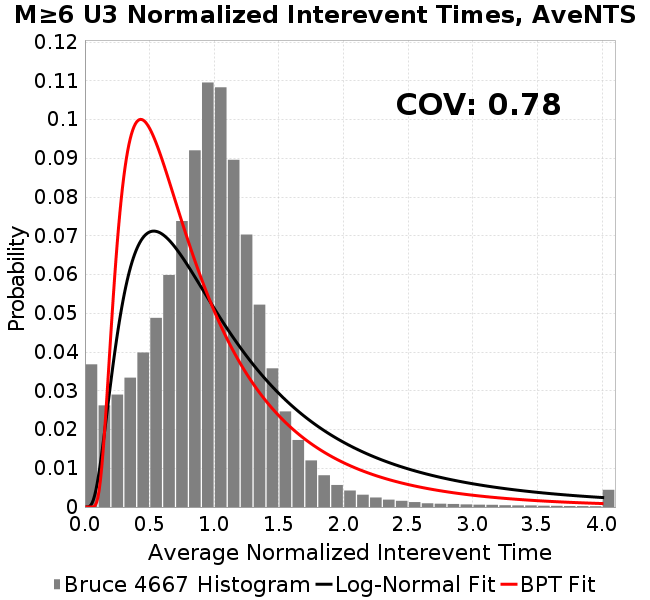 M≥6 U3 Normalized Interevent Times, AveNTS
COV: 0.78
0.12
0.11
0.1
0.09
0.08
0.07
0.06
0.05
0.04
0.03
0.02
0.01
0
Probability
0.0 0.5 1.0 1.5 2.0 2.5 3.0 3.5 4.0
Average Normalized Interevent Time
Bruce 4667 Histogram Log-Normal Fit BPT Fit